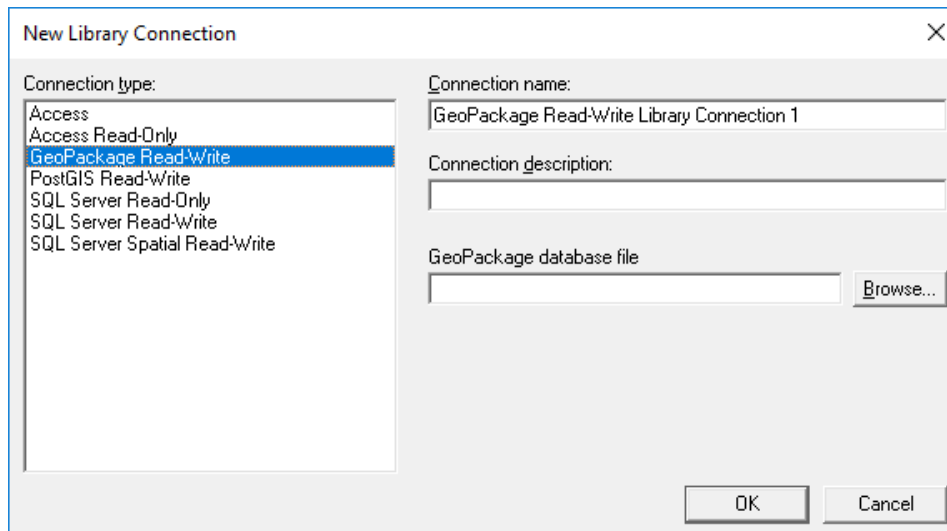 New Library Connection
Connection type:
Access
Access Read-Only
GeoPackage Read-Write
PostGIS Read-Write
SQL Server Read-Only
SQL Server Read-Write
SQL Server Spatial Read-Write
Connection name:
GeoPackage Read-Write Library Connection 1
Connection description:
GeoPackage database file
Browse...
OK
Cancel